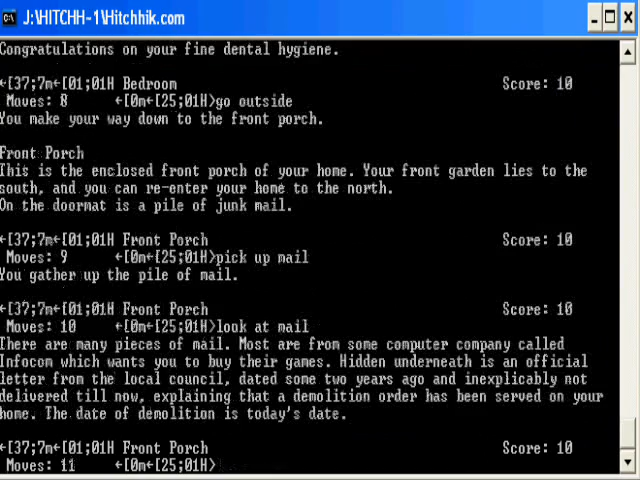 J:\HITCHH~1\Hitchhik.com
Congratulations on your fine dental hygiene.
←[37;7m←[01;01H Bedroom Score: 10
Moves: 8 ←[0m←[25;01H>go outside
You make your way down to the front porch.
Front Porch
This is the enclosed front porch of your home. Your front garden lies to the
south, and you can re-enter your home to the north.
On the doormat is a pile of junk mail.
←[37;7m←[01;01H Front Porch Score: 10
Moves: 9 ←[0m←[25;01H>pick up mail
You gather up the pile of mail.
←[37;7m←[01;01H Front Porch Score: 10
Moves: 10 ←[0m←[25;01H>look at mail
There are many pieces of mail. Most are from some computer company called
Infocom which wants you to buy their games. Hidden underneath is an official
letter from the local council, dated some two years ago and inexplicably not
delivered till now, explaining that a demolition order has been served on your
home. The date of demolition is today's date.
←[37;7m←[01;01H Front Porch Score: 10
Moves: 11 ←[0m←[25;01H>